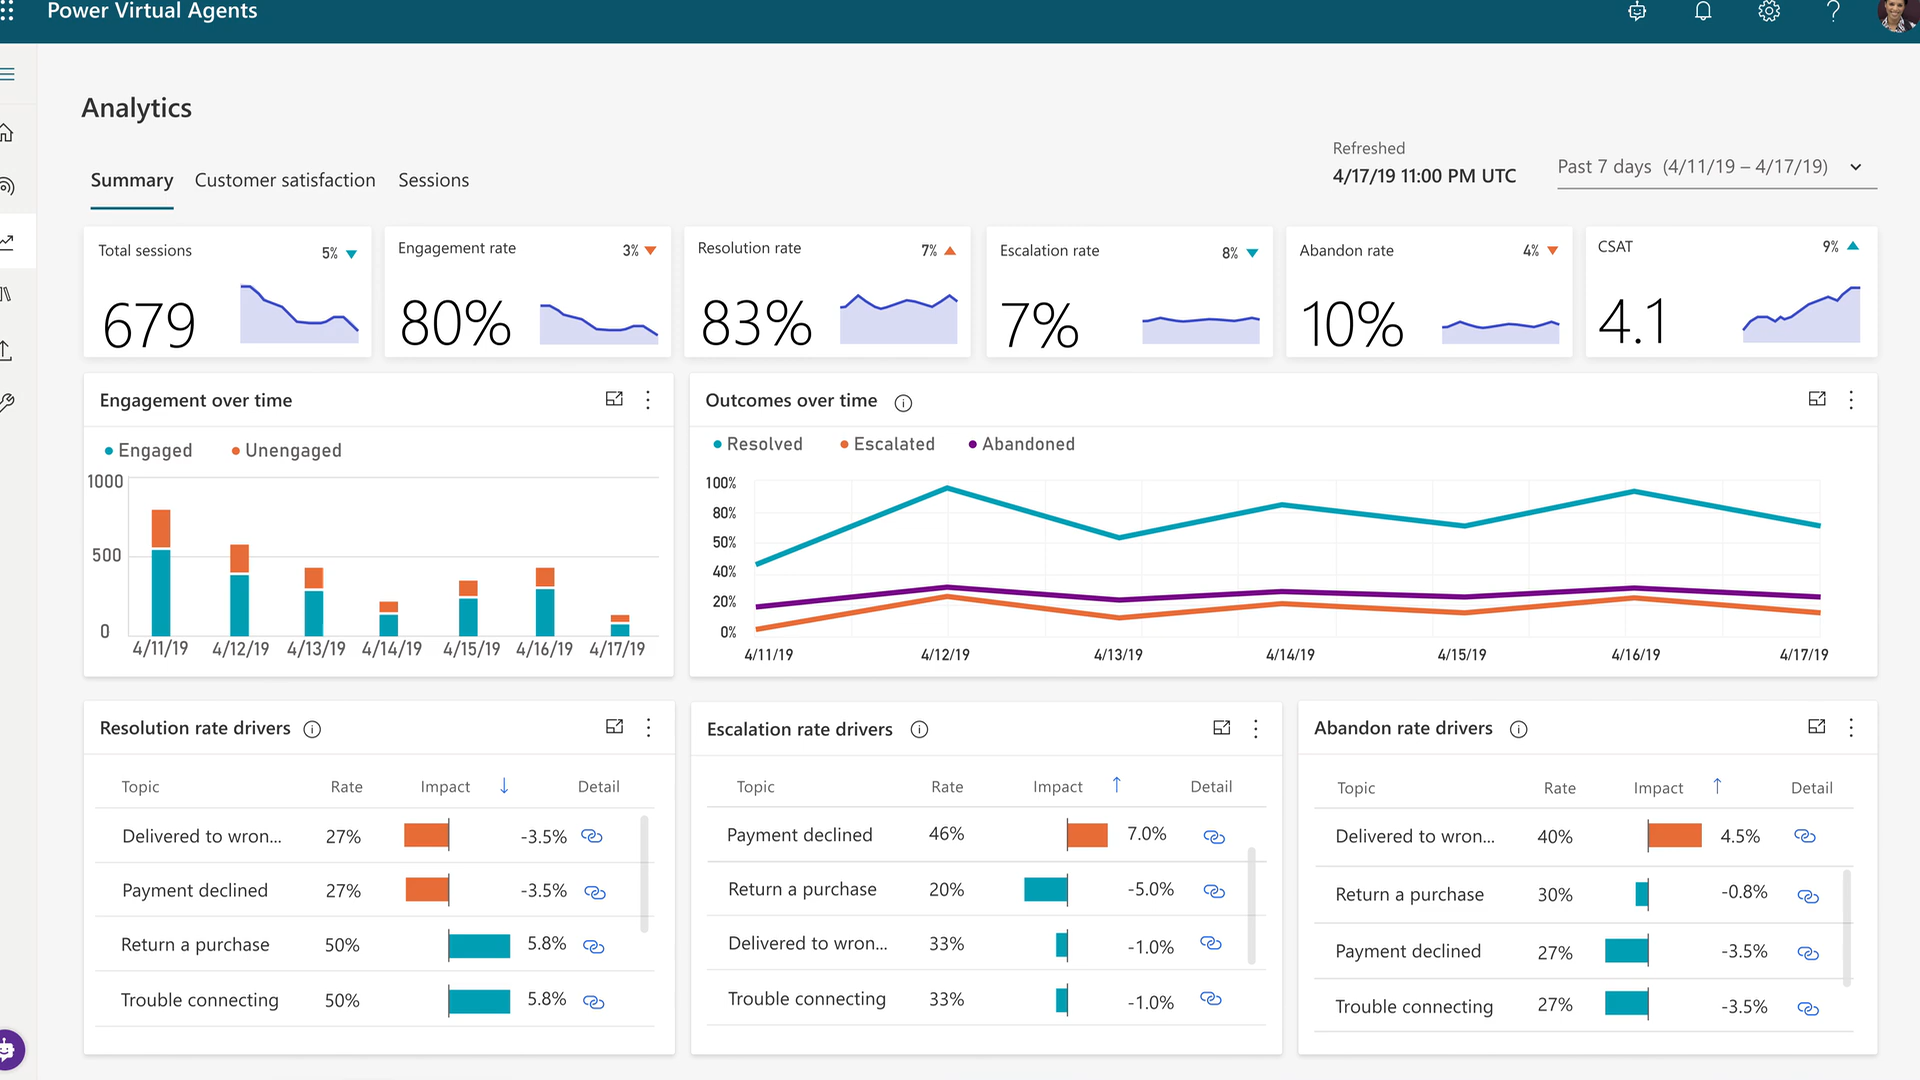 Power Virtual Agents
Analytics
Summary Customer satisfaction Sessions
Refreshed
4/17/19 11:00 PM UTC
Past 7 days (4/11/19 – 4/17/19)
Total sessions 5%
679
Engagement rate 3%
80%
Resolution rate 7%
83%
Escalation rate 8%
7%
Abandon rate 4%
10%
CSAT 9%
4.1
Engagement over time
Engaged Unengaged
1000
500
0
4/11/19 4/12/19 4/13/19 4/14/19 4/15/19 4/16/19 4/17/19
Outcomes over time
Resolved Escalated Abandoned
100%
80%
50%
40%
20%
0%
4/11/19 4/12/19 4/13/19 4/14/19 4/15/19 4/16/19 4/17/19
Resolution rate drivers
Topic Rate Impact Detail
Delivered to wron... 27% -3.5%
Payment declined 27% -3.5%
Return a purchase 50% 5.8%
Trouble connecting 50% 5.8%
Escalation rate drivers
Topic Rate Impact Detail
Payment declined 46% 7.0%
Return a purchase 20% -5.0%
Delivered to wron... 33% -1.0%
Trouble connecting 33% -1.0%
Abandon rate drivers
Topic Rate Impact Detail
Delivered to wron... 40% 4.5%
Return a purchase 30% -0.8%
Payment declined 27% -3.5%
Trouble connecting 27% -3.5%